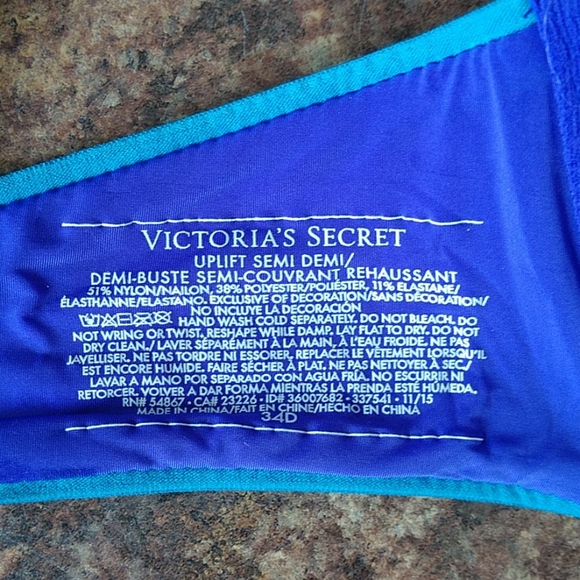 VICTORIA'S SECRET
UPLIFT SEMI DEMI/
DEMI-BUSTE SEMI-COUVRANT REHAUSSANT
51% NYLON/NAILON, 38% POLYESTER/POLIÉSTER, 11% ELASTANE/
ÉLASTHANNE/ELASTANO. EXCLUSIVE OF DECORATION/SANS DÉCORATION/
NO INCLUYE LA DECORACIÓN
HAND WASH COLD SEPARATELY. DO NOT BLEACH. DO
NOT WRING OR TWIST, RESHAPE WHILE DAMP. LAY FLAT TO DRY. DO NOT
DRY CLEAN./ LAVER SÉPARÉMENT À LA MAIN, À L'EAU FROIDE. NE PAS
JAVELLISER. NE PAS TORDRE NI ESSORER. REPLACER LE VÊTEMENT LORSQU'IL
EST ENCORE HUMIDE. FAIRE SÉCHER À PLAT. NE PAS NETTOYER À SEC/
LAVAR A MANO POR SEPARADO CON AGUA FRÍA. NO ESCURRIR NI
RETORCER. VOLVER A DAR FORMA MIENTRAS LA PRENDA ESTÉ HÚMEDA.
RN# 54867 • CA# 23226 • ID# 36007682 • 337541 • 11/15
MADE IN CHINA/FAIT EN CHINE/HECHO EN CHINA
34D